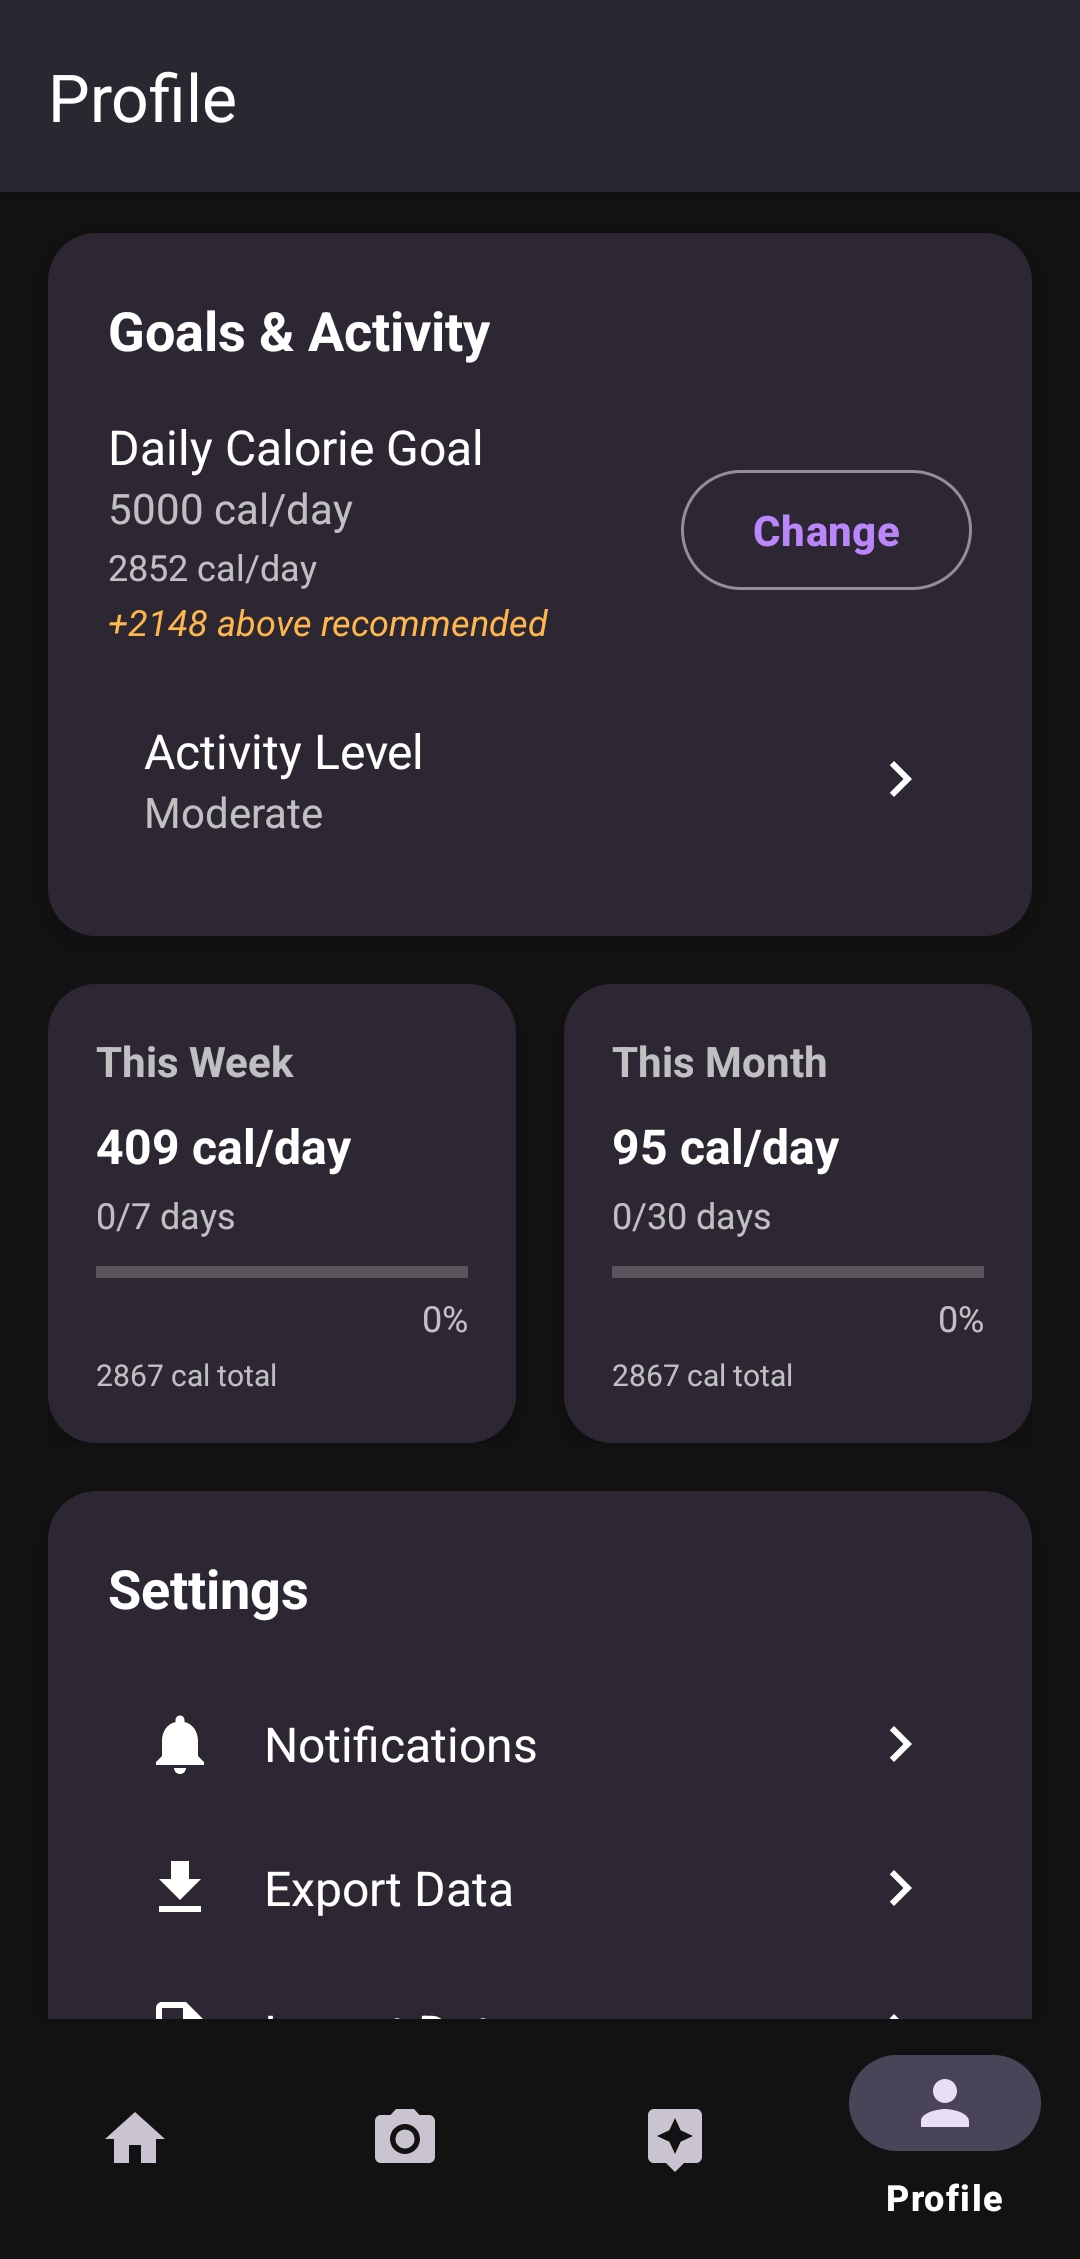 Profile
Goals & Activity
Daily Calorie Goal
5000 cal/day
2852 cal/day
+2148 above recommended
Change
Activity Level
Moderate
This Week
409 cal/day
0/7 days
0%
2867 cal total
This Month
95 cal/day
0/30 days
0%
2867 cal total
Settings
Notifications
Export Data
Profile